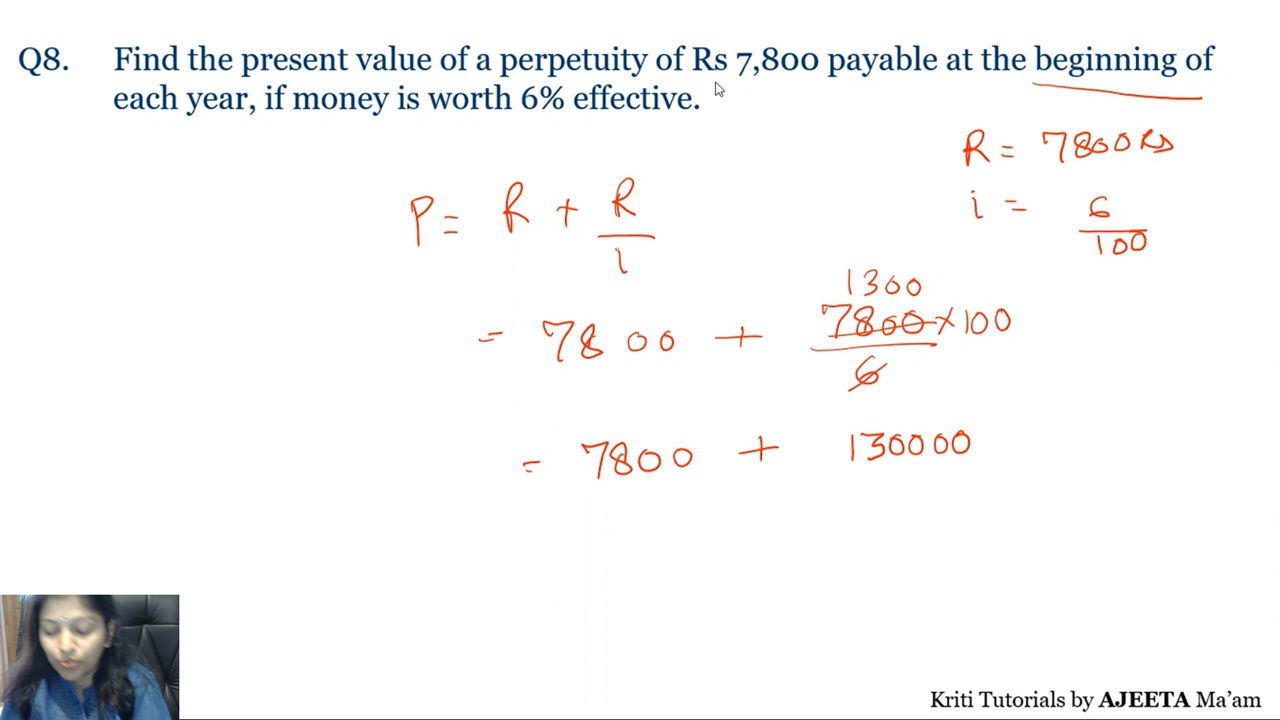 Q8. Find the present value of a perpetuity of Rs 7,800 payable at the beginning of
each year, if money is worth 6% effective.
R = 7800 Rs
i = 6/100
P = R + R/i
1300
= 7800 + 7800 × 100/6
= 7800 + 130000
Kriti Tutorials by AJEETA Ma'am